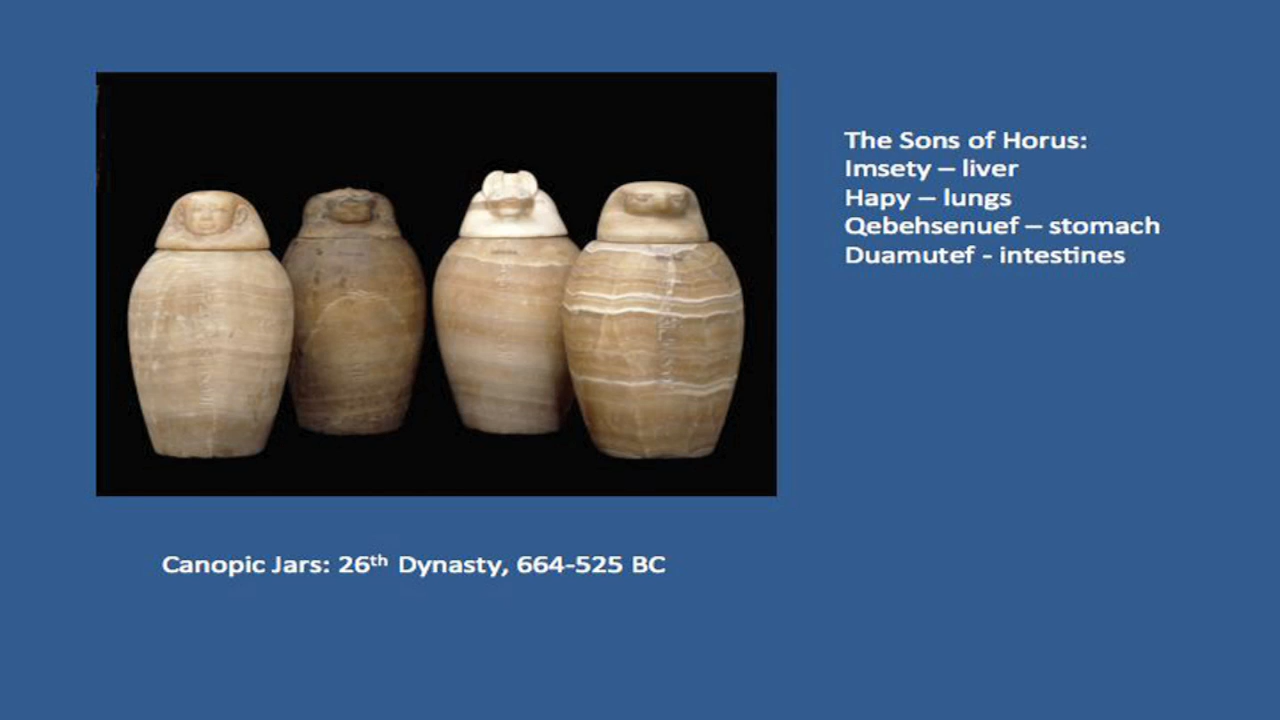 The Sons of Horus:
Imsety – liver
Hapy – lungs
Qebehsenuef – stomach
Duamutef - intestines
Canopic Jars: 26th Dynasty, 664-525 BC